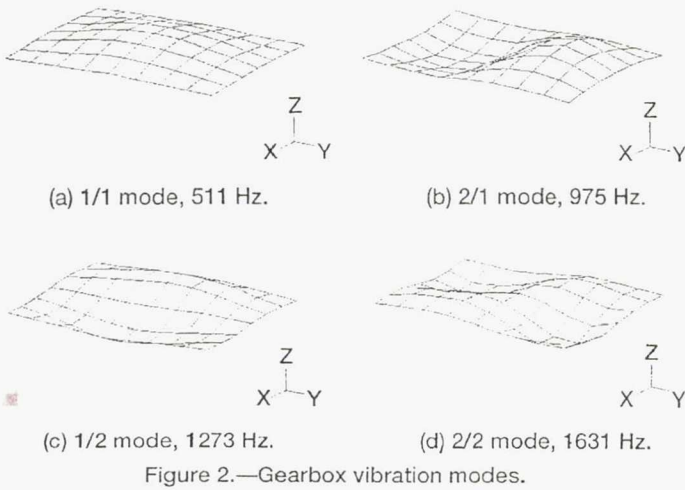 Z
X Y
(a) 1/1 mode, 511 Hz.
Z
X Y
(b) 2/1 mode, 975 Hz.
Z
X Y
(c) 1/2 mode, 1273 Hz.
Z
X Y
(d) 2/2 mode, 1631 Hz.
Figure 2.—Gearbox vibration modes.